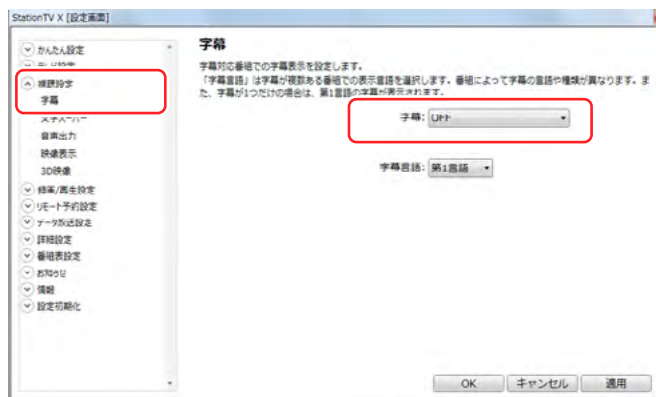 StationTV X [設定画面]
かんたん設定
視聴設定
字幕
文字スーパー
音声出力
映像表示
3D映像
録画/再生設定
リモート予約設定
データ放送設定
詳細設定
番組表設定
お知らせ
情報
設定初期化
字幕
字幕対応番組での字幕表示を設定します。
「字幕言語」は字幕が複数ある番組での表示言語を選択します。番組によって字幕の言語や種類が異なります。ま
た、字幕が1つだけの場合は、第1言語の字幕が表示されます。
字幕: OFF
字幕言語: 第1言語
OK キャンセル 適用